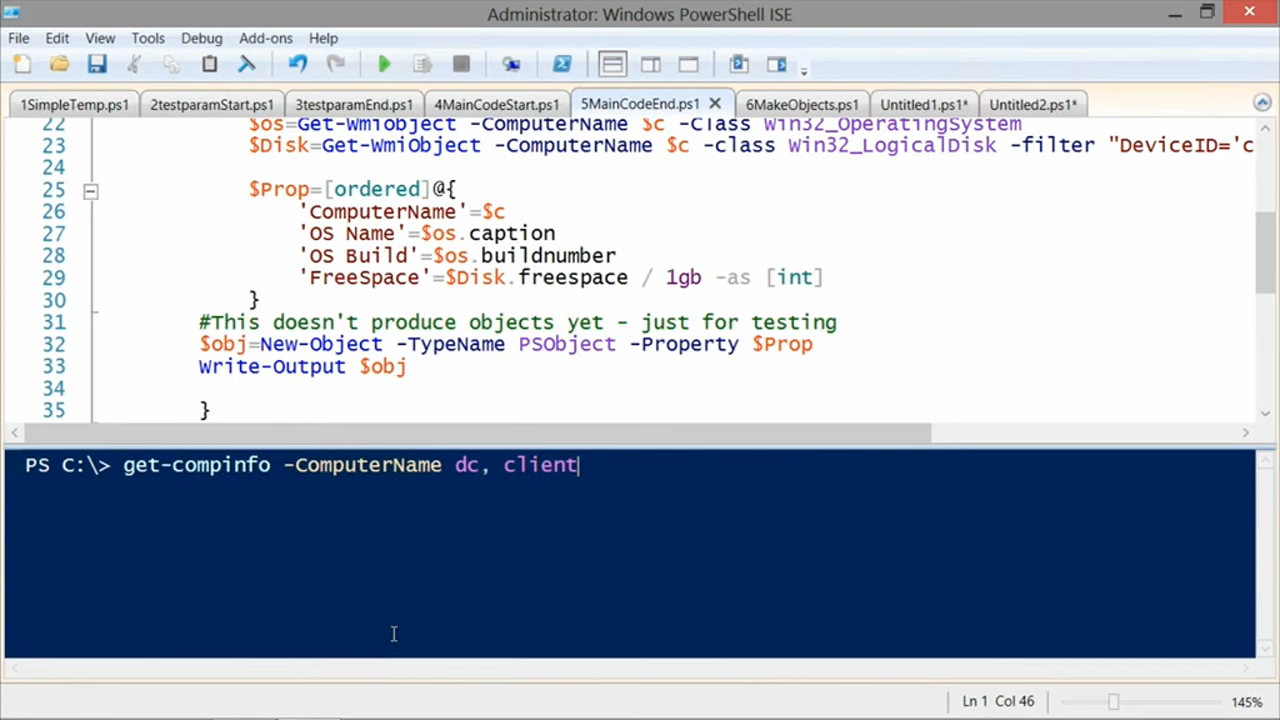 Administrator: Windows PowerShell ISE
File Edit View Tools Debug Add-ons Help
1SimpleTemp.ps1 2testparamStart.ps1 3testparamEnd.ps1 4MainCodeStart.ps1 5MainCodeEnd.ps1 6MakeObjects.ps1 Untitled1.ps1* Untitled2.ps1*
22 $os=Get-WmiObject -ComputerName $c -Class Win32_OperatingSystem
23 $Disk=Get-WmiObject -ComputerName $c -class Win32_LogicalDisk -filter "DeviceID='c
24
25 $Prop=[ordered]@{
26 'ComputerName'=$c
27 'OS Name'=$os.caption
28 'OS Build'=$os.buildnumber
29 'FreeSpace'=$Disk.freespace / 1gb -as [int]
30 }
31 #This doesn't produce objects yet - just for testing
32 $obj=New-Object -TypeName PSObject -Property $Prop
33 Write-Output $obj
34
35 }
PS C:\> get-compinfo -ComputerName dc, client
Ln 1 Col 46 145%